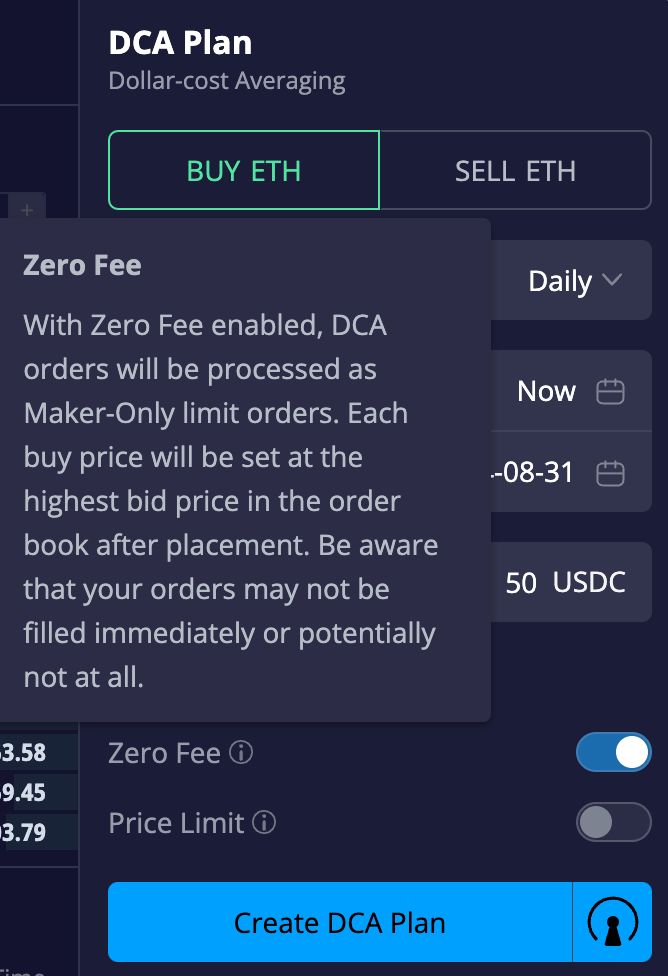 DCA Plan
Dollar-cost Averaging
BUY ETH
SELL ETH
+
Zero Fee
With Zero Fee enabled, DCA
orders will be processed as
Maker-Only limit orders. Each
buy price will be set at the
highest bid price in the order
book after placement. Be aware
that your orders may not be
filled immediately or potentially
not at all.
Daily
Now
-08-31
50 USDC
3.58
Zero Fee
9.45
3.79
Price Limit
Create DCA Plan